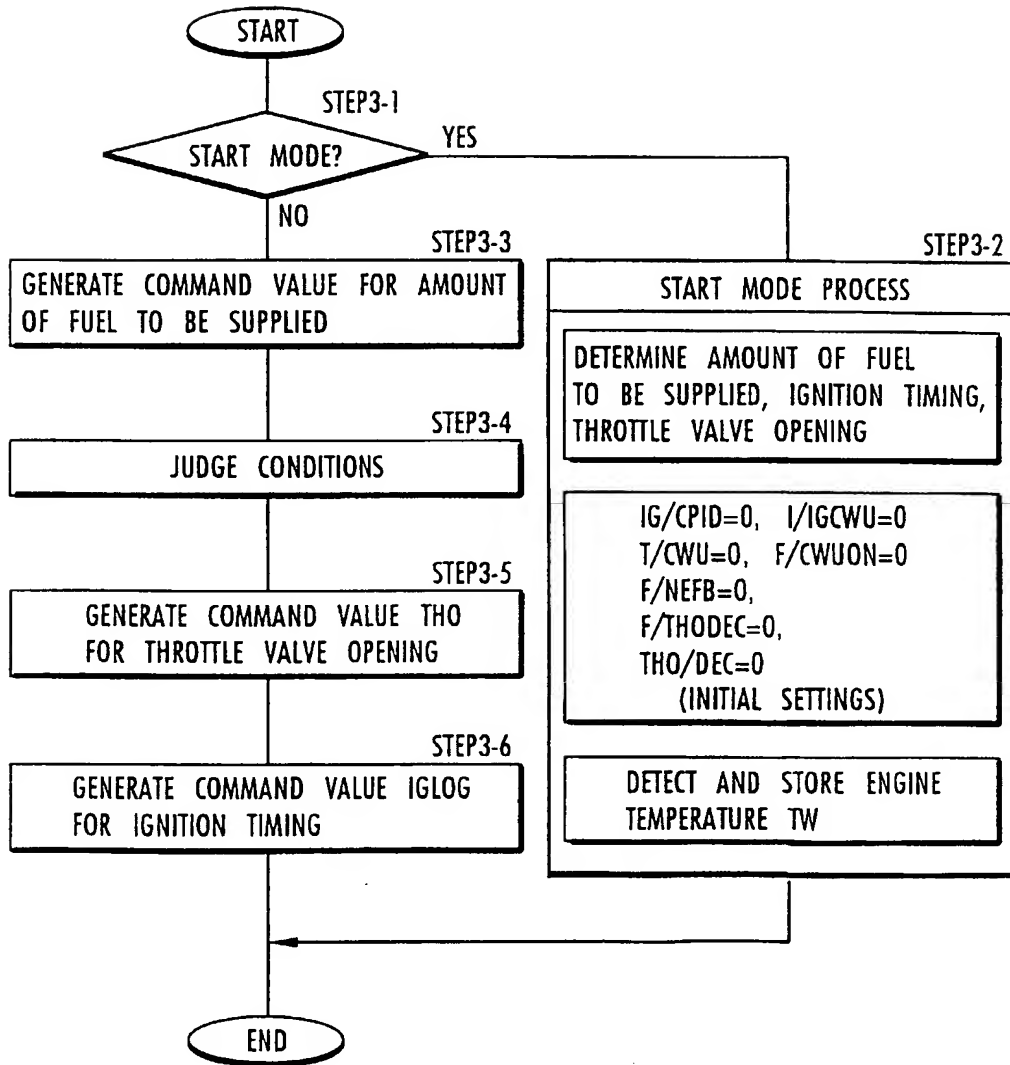 START
STEP3-1
START MODE?
YES
NO
STEP3-3
GENERATE COMMAND VALUE FOR AMOUNT
OF FUEL TO BE SUPPLIED
STEP3-4
JUDGE CONDITIONS
STEP3-5
GENERATE COMMAND VALUE THO
FOR THROTTLE VALVE OPENING
STEP3-6
GENERATE COMMAND VALUE IGLOG
FOR IGNITION TIMING
STEP3-2
START MODE PROCESS
DETERMINE AMOUNT OF FUEL
TO BE SUPPLIED, IGNITION TIMING,
THROTTLE VALVE OPENING
IG/CPID=0, I/IGCWU=0
T/CWU=0, F/CWUON=0
F/NEFB=0,
F/THODEC=0,
THO/DEC=0
(INITIAL SETTINGS)
DETECT AND STORE ENGINE
TEMPERATURE TW
END